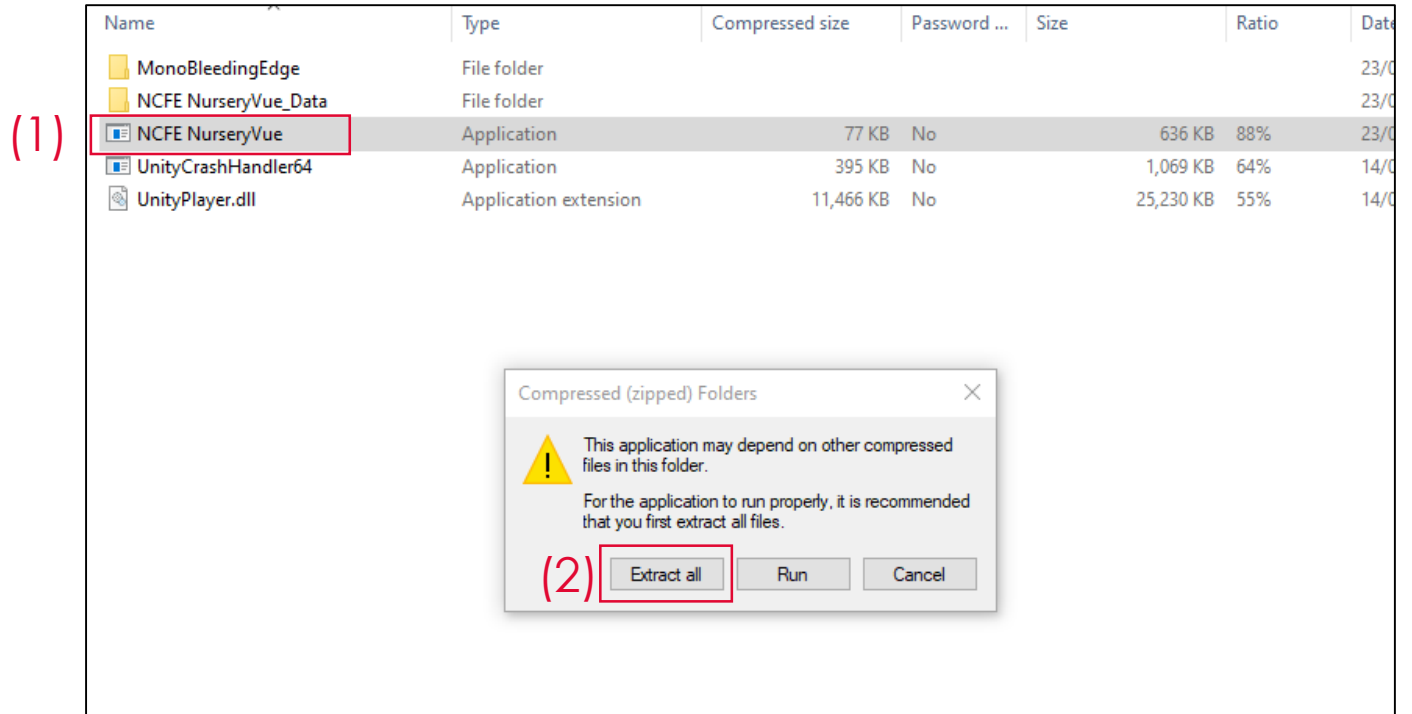 Name Type Compressed size Password ... Size Ratio Date
MonoBleedingEdge File folder 23/0
NCFE NurseryVue_Data File folder 23/0
(1) NCFE NurseryVue Application 77 KB No 636 KB 88% 23/0
UnityCrashHandler64 Application 395 KB No 1,069 KB 64% 14/0
UnityPlayer.dll Application extension 11,466 KB No 25,230 KB 55% 14/0
Compressed (zipped) Folders
This application may depend on other compressed
files in this folder.
For the application to run properly, it is recommended
that you first extract all files.
(2) Extract all Run Cancel